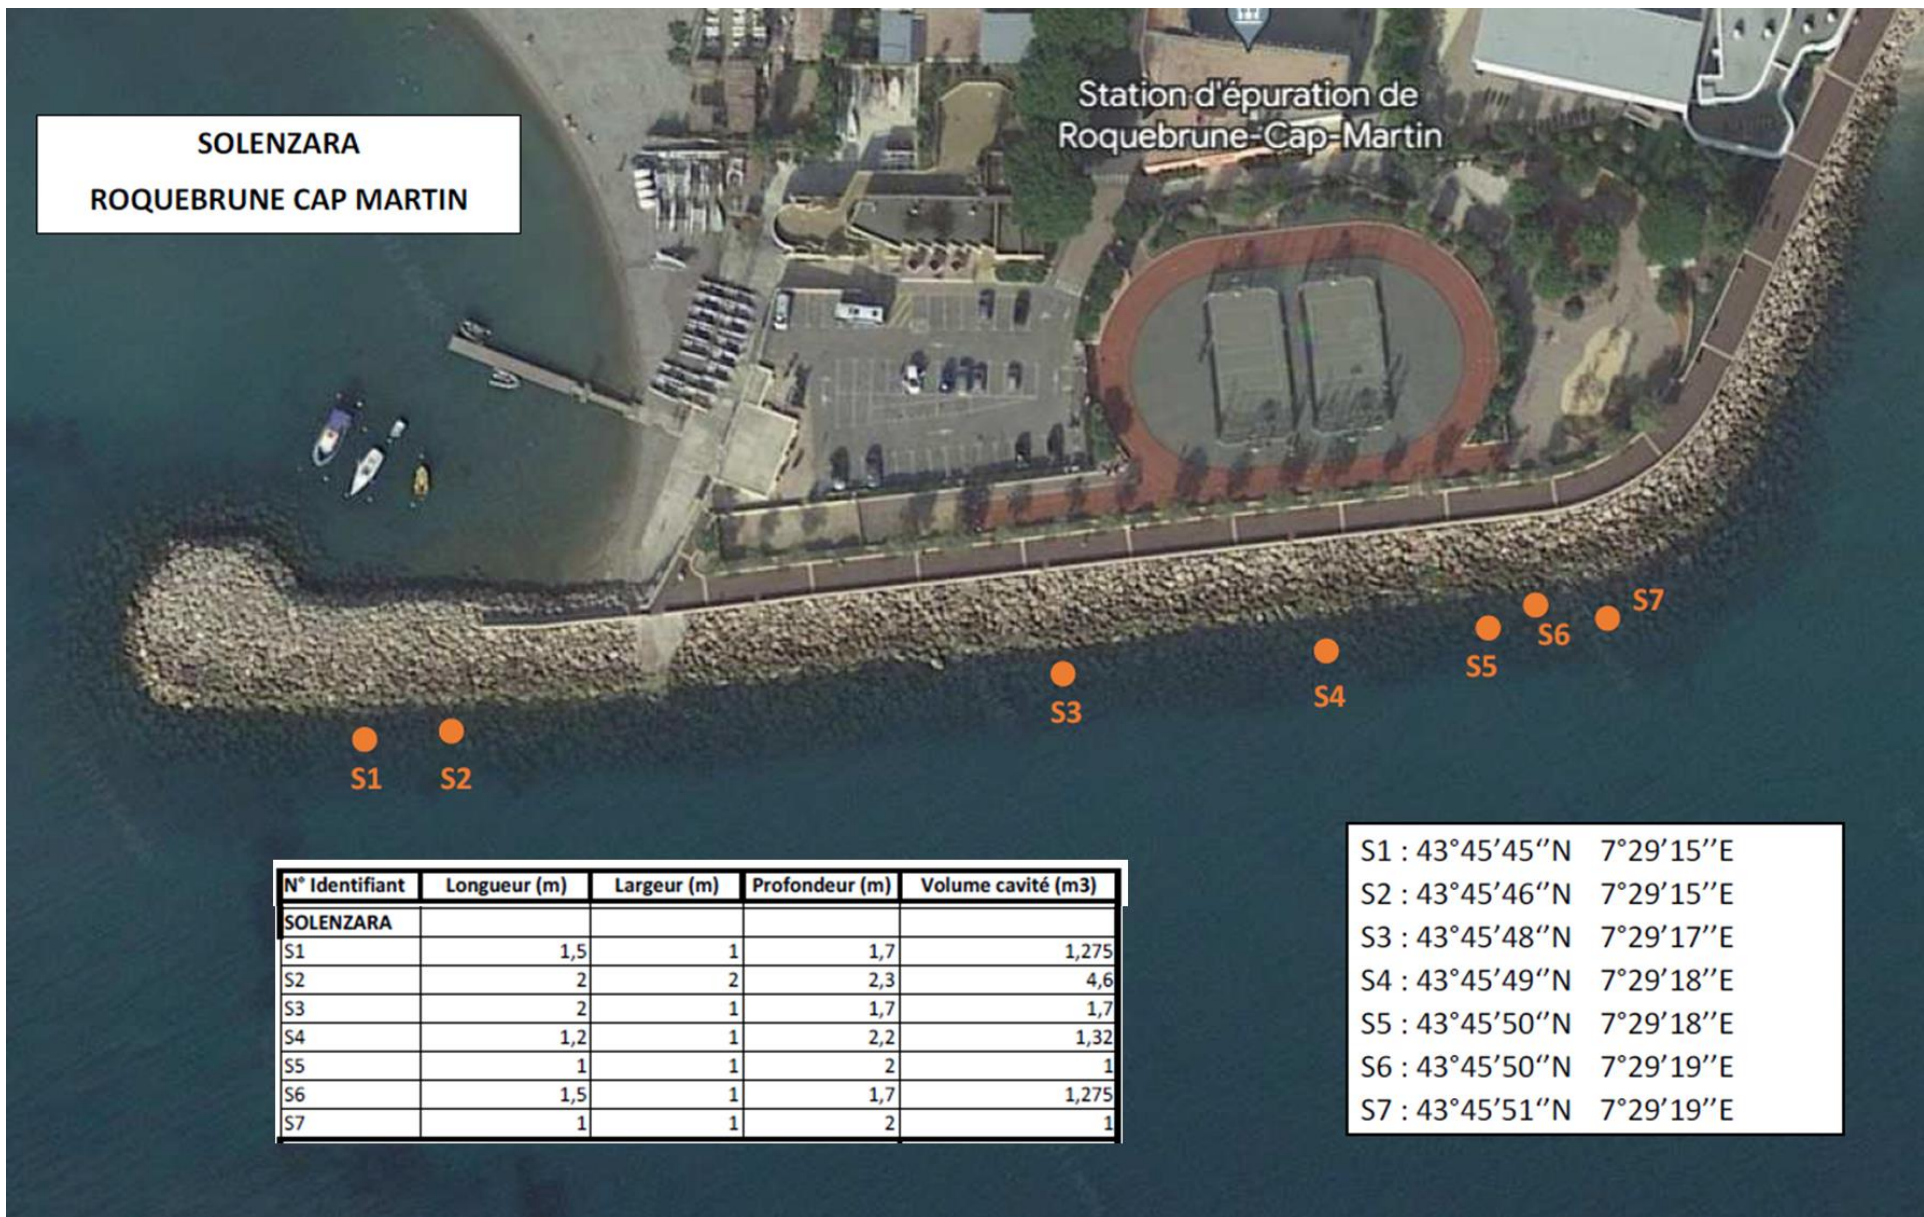 SOLENZARA
ROQUEBRUNE CAP MARTIN
Station d'épuration de
Roquebrune-Cap-Martin
S1
S2
S3
S4
S5
S6
S7
N° Identifiant Longueur (m) Largeur (m) Profondeur (m) Volume cavité (m3)
SOLENZARA
S1 1,5 1 1,7 1,275
S2 2 2 2,3 4,6
S3 2 1 1,7 1,7
S4 1,2 1 2,2 1,32
S5 1 1 2 1
S6 1,5 1 1,7 1,275
S7 1 1 2 1
S1 : 43°45’45’’N 7°29’15’’E
S2 : 43°45’46’’N 7°29’15’’E
S3 : 43°45’48’’N 7°29’17’’E
S4 : 43°45’49’’N 7°29’18’’E
S5 : 43°45’50’’N 7°29’18’’E
S6 : 43°45’50’’N 7°29’19’’E
S7 : 43°45’51’’N 7°29’19’’E